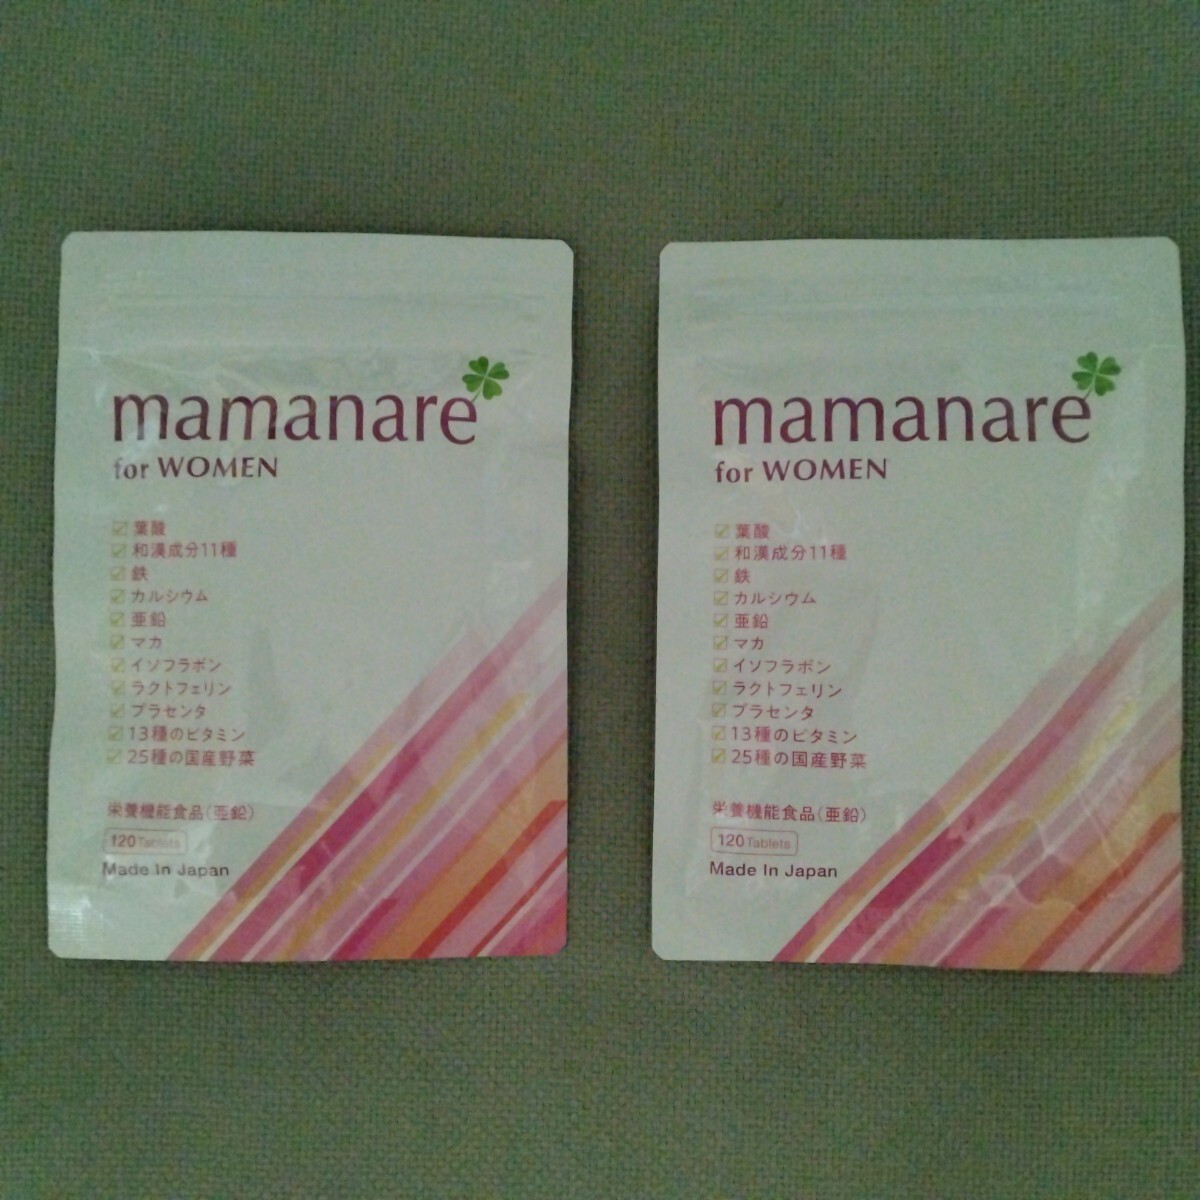 mamanare
for WOMEN
葉酸
和漢成分11種
鉄
カルシウム
亜鉛
マカ
イソフラボン
ラクトフェリン
プラセンタ
13種のビタミン
25種の国産野菜
栄養機能食品(亜鉛)
120 Tablets
Made In Japan
mamanare
for WOMEN
葉酸
和漢成分11種
鉄
カルシウム
亜鉛
マカ
イソフラボン
ラクトフェリン
プラセンタ
13種のビタミン
25種の国産野菜
栄養機能食品(亜鉛)
120 Tablets
Made In Japan